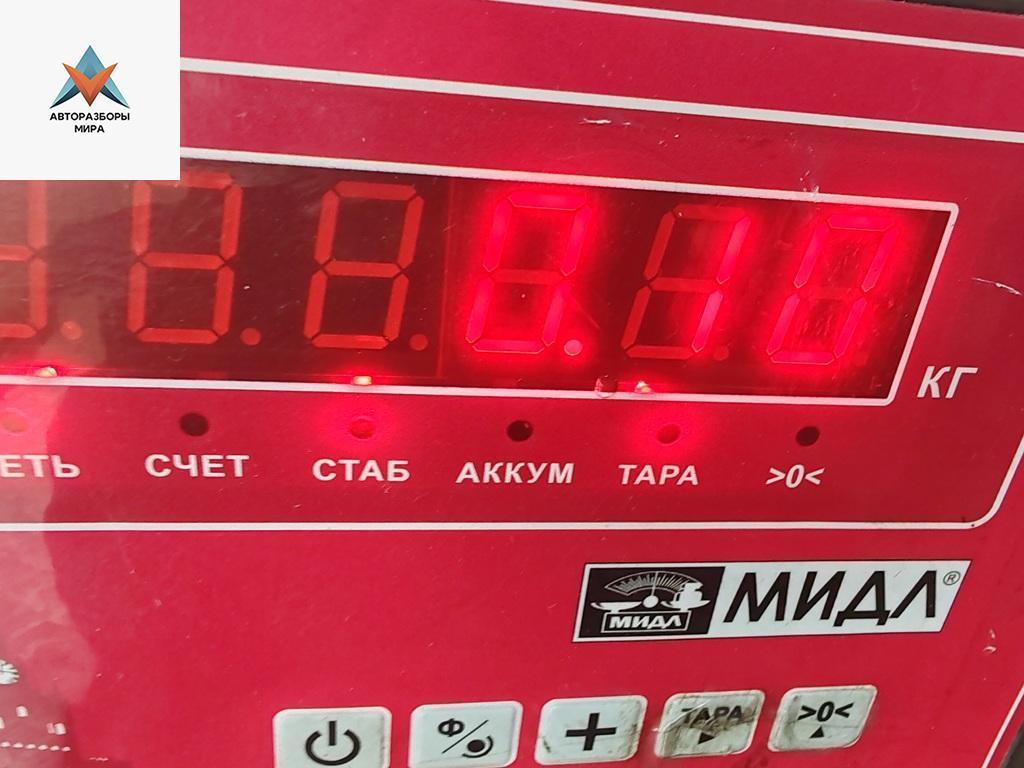 АВТОРАЗБОРЫ
МИРА
0.10
КГ
ЕТЬ СЧЕТ СТАБ АККУМ ТАРА >0<
МИДЛ МИДЛ®
Ф ТАРА >0<